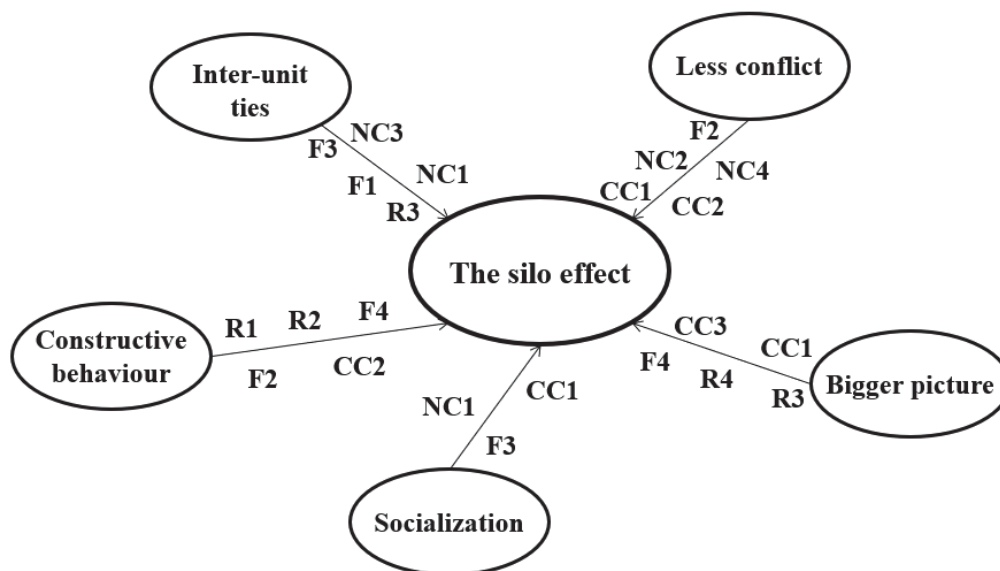 Inter-unit
ties
Less conflict
NC3
F3
F2
NC2
NC4
NC1
F1
CC1
CC2
R3
The silo effect
Constructive
behaviour
R1
R2
F4
F2
CC2
CC3
CC1
F4
R4
R3
Bigger picture
NC1
CC1
F3
Socialization